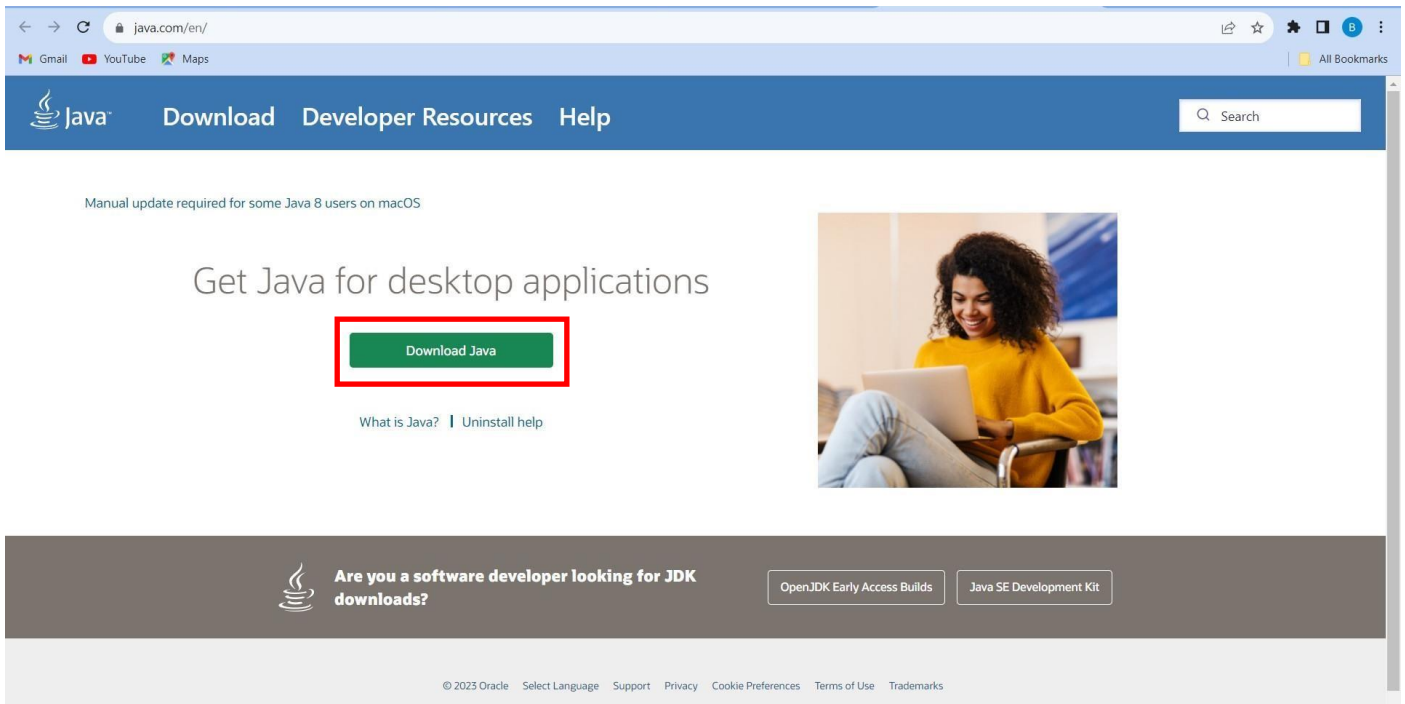 java.com/en/
B
Gmail YouTube Maps All Bookmarks
Java™ Download Developer Resources Help Search
Manual update required for some Java 8 users on macOS
Get Java for desktop applications
Download Java
What is Java? Uninstall help
Are you a software developer looking for JDK
downloads?
OpenJDK Early Access Builds Java SE Development Kit
© 2023 Oracle Select Language Support Privacy Cookie Preferences Terms of Use Trademarks